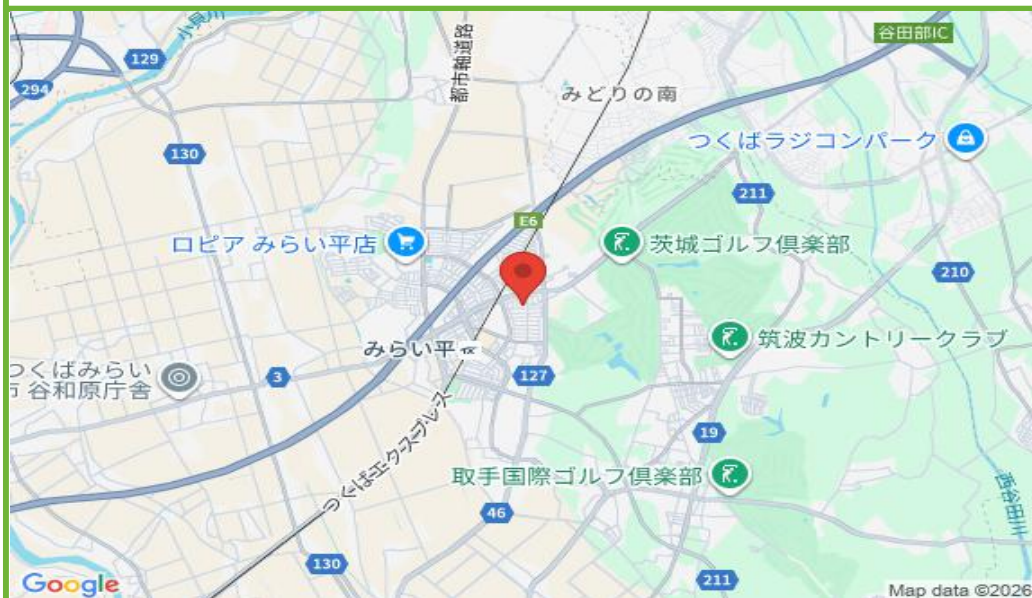 小貝川
谷田部IC
129
294
都市軸道路
みどりの南
つくばラジコンパーク
130
211
E6
ロピア みらい平店
茨城ゴルフ倶楽部
210
みらい平
筑波カントリークラブ
つくばみらい
市 谷和原庁舎
3
127
19
つくばエクスプレス
取手国際ゴルフ倶楽部
46
西谷田川
130
211
Google
Map data ©2026